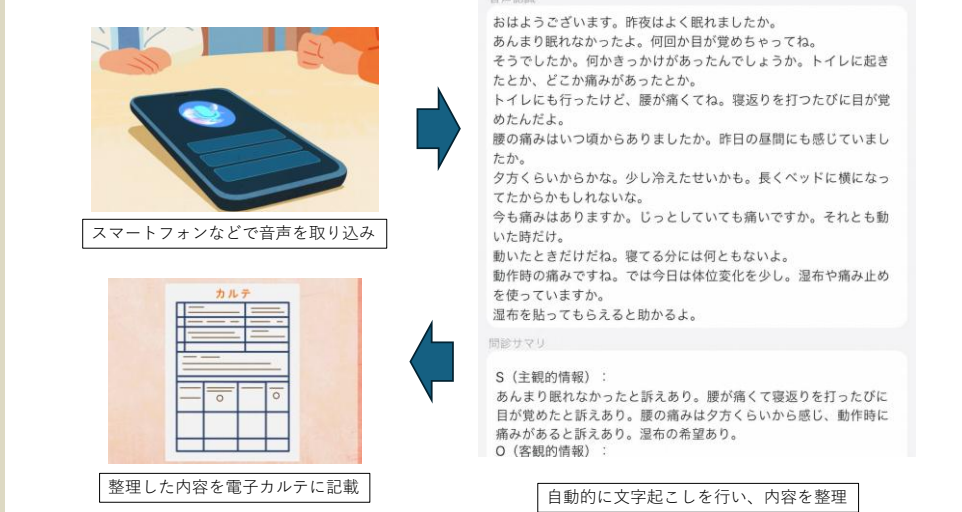 スマートフォンなどで音声を取り込み
おはようございます。昨夜はよく眠れましたか。
あんまり眠れなかったよ。何回か目が覚めちゃってね。
そうでしたか。何かきっかけがあったんでしょうか。トイレに起き
たとか、どこか痛みがあったとか。
トイレにも行ったけど、腰が痛くてね。寝返りを打つたびに目が覚
めたんだよ。
腰の痛みはいつ頃からありましたか。昨日の昼間にも感じていまし
たか。
夕方くらいからかな。少し冷えたせいかも。長くベッドに横になっ
てたからかもしれないな。
今も痛みはありますか。じっとしていても痛いですか。それとも動
いた時だけ。
動いたときだけだね。寝てる分には何ともないよ。
動作時の痛みですね。では今日は体位変化を少し。湿布や痛み止め
を使っていますか。
湿布を貼ってもらえると助かるよ。
問診サマリ
S（主観的情報）：
あんまり眠れなかったと訴えあり。腰が痛くて寝返りを打ったびに
目が覚めたと訴えあり。腰の痛みは夕方くらいから感じ、動作時に
痛みがあると訴えあり。湿布の希望あり。
O（客観的情報）：
自動的に文字起こしを行い、内容を整理
カルテ
整理した内容を電子カルテに記載